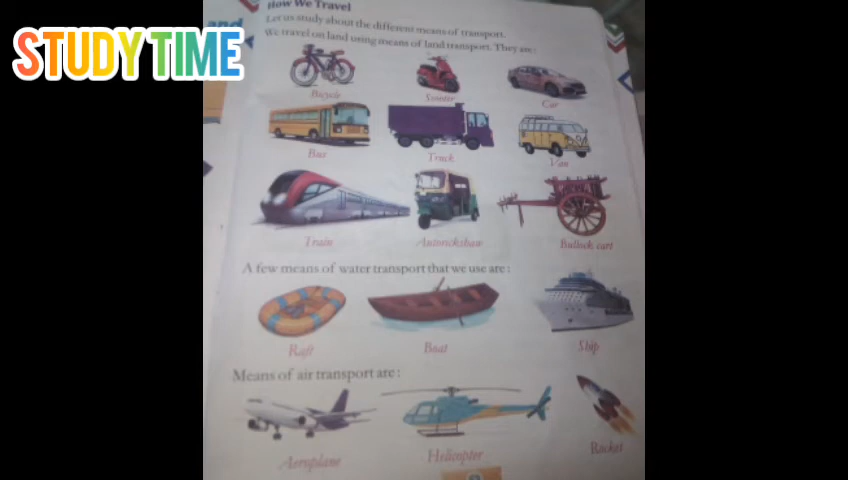 How We Travel
and
Let us study about the different means of transport.
We travel on land using means of land transport. They are:
STUDY TIME
Bicycle
Scooter
Car
Bus
Truck
Van
Train
Autorickshaw
Bullock cart
A few means of water transport that we use are:
Raft
Boat
Ship
Means of air transport are:
Aeroplane
Helicopter
Rocket